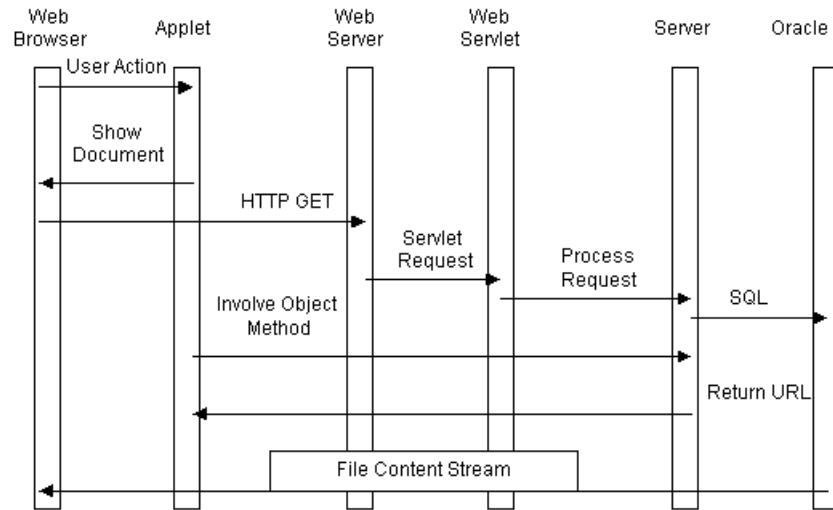 Web Browser
Applet
Web Server
Web Servlet
Server
Oracle
User Action
Show
Document
HTTP GET
Servlet
Request
Process
Request
SQL
Involve Object
Method
Return URL
File Content Stream